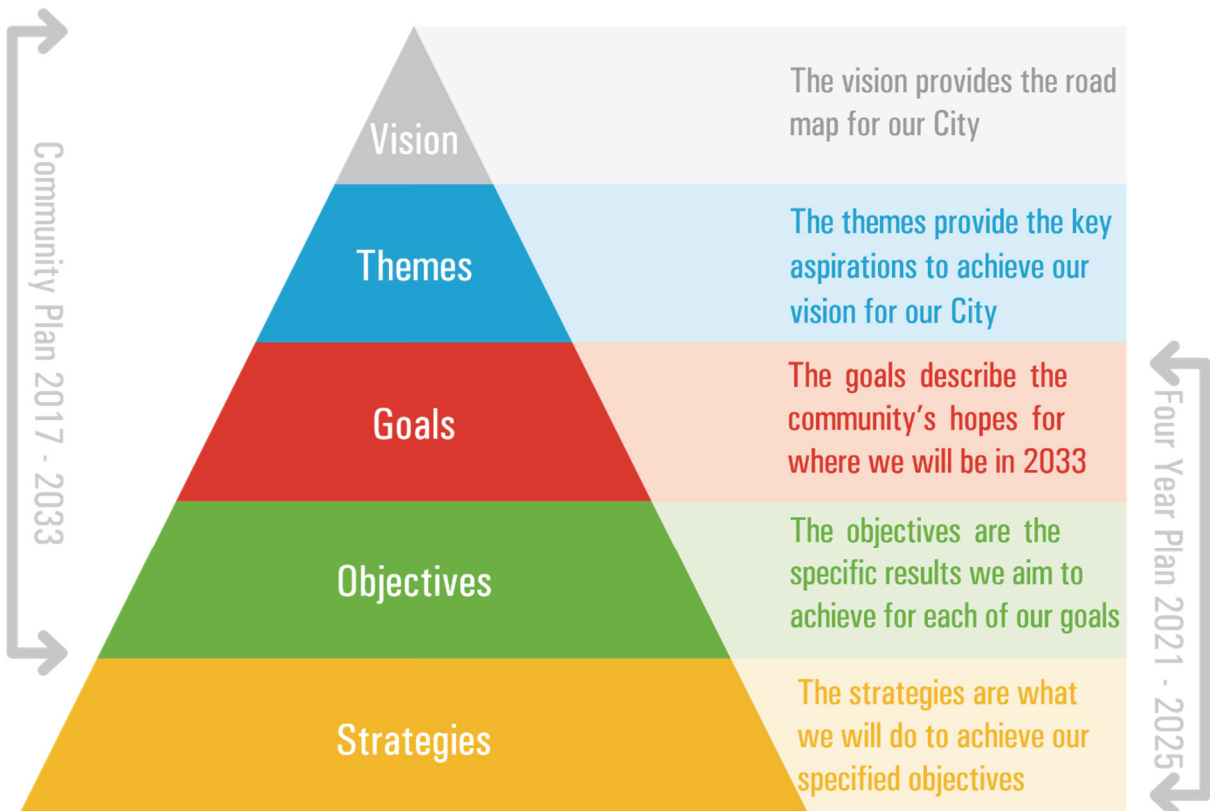 Community Plan 2017 - 2033
Vision
The vision provides the road
map for our City
Themes
The themes provide the key
aspirations to achieve our
vision for our City
Goals
The goals describe the
community's hopes for
where we will be in 2033
Objectives
The objectives are the
specific results we aim to
achieve for each of our goals
Strategies
The strategies are what
we will do to achieve our
specified objectives
Four Year Plan 2021 - 2025